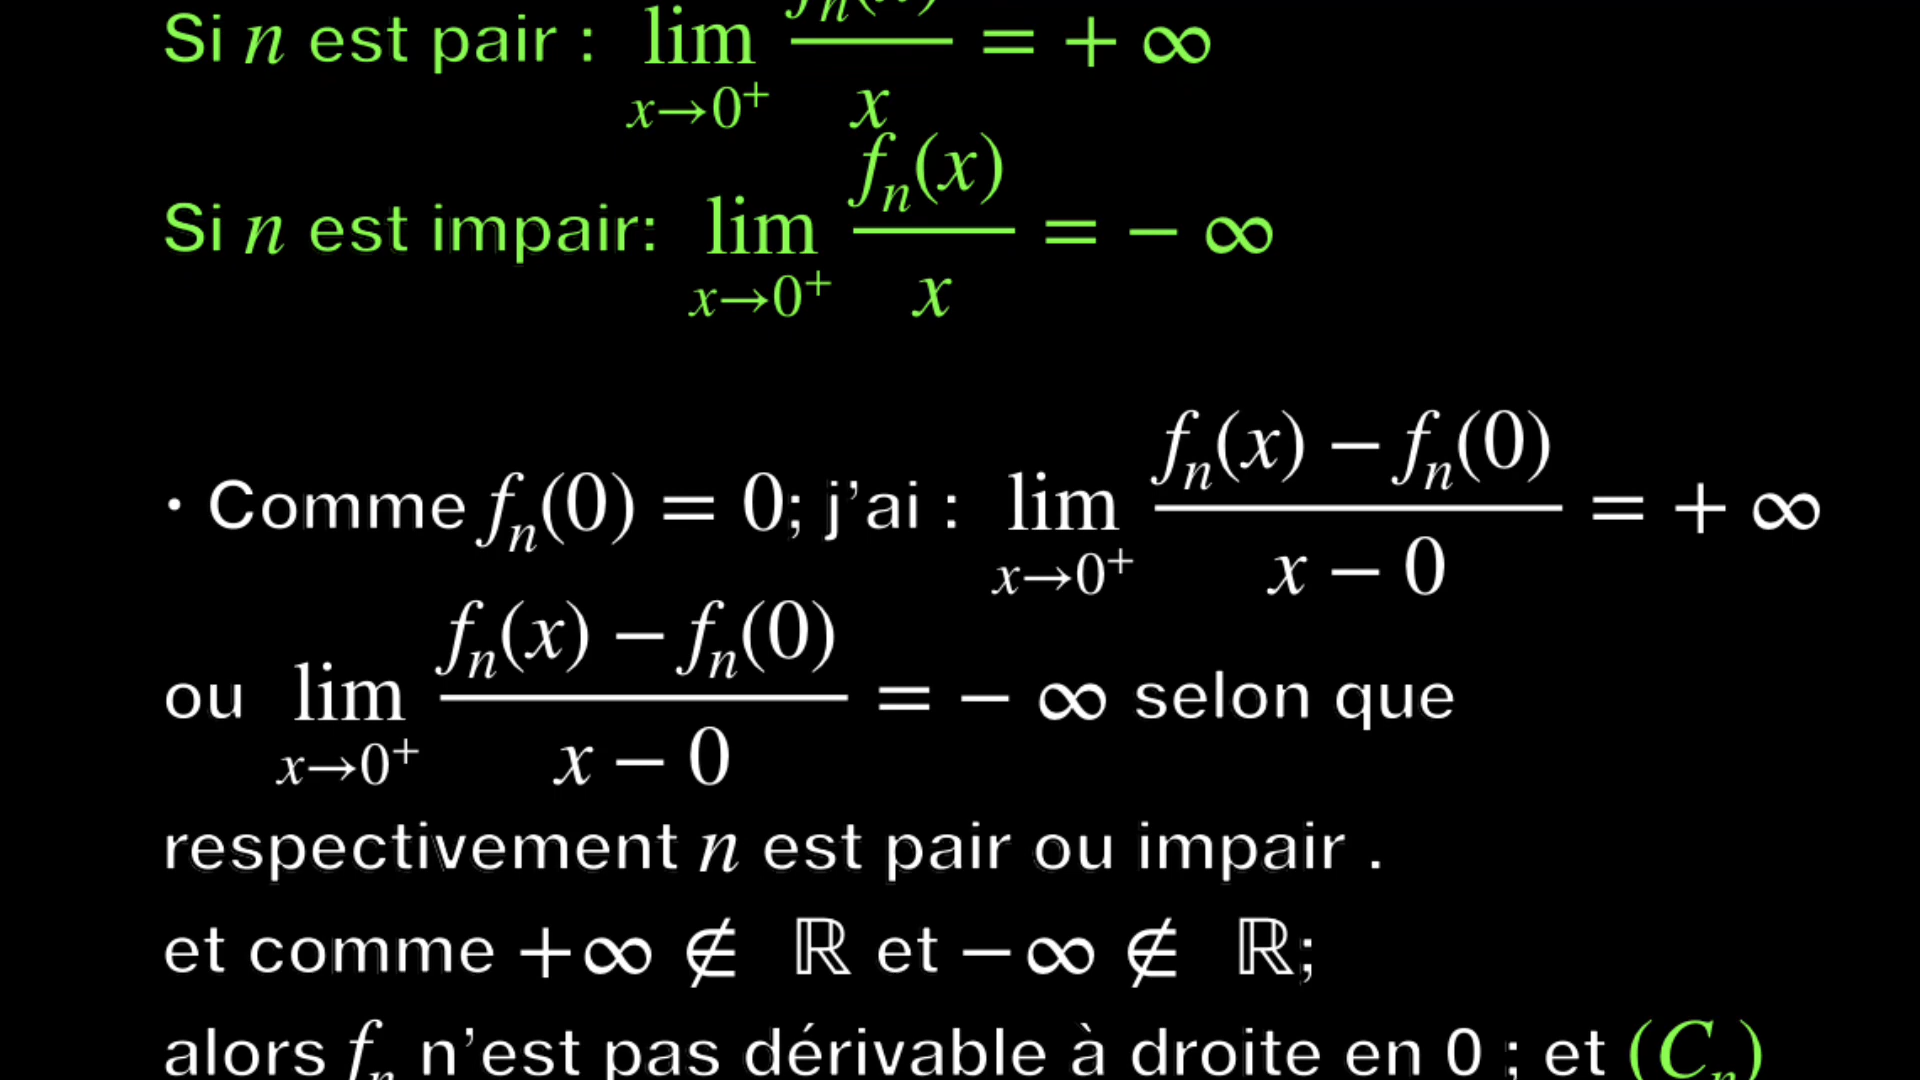 Si n est pair : lim_{x→0⁺} f_n(x)/x = + ∞
Si n est impair: lim_{x→0⁺} f_n(x)/x = − ∞
• Comme f_n(0) = 0; j’ai : lim_{x→0⁺} (f_n(x) − f_n(0))/(x − 0) = + ∞
ou lim_{x→0⁺} (f_n(x) − f_n(0))/(x − 0) = − ∞ selon que
respectivement n est pair ou impair .
et comme +∞ ∉ ℝ et −∞ ∉ ℝ;
alors f_n n’est pas dérivable à droite en 0 ; et (C_n)